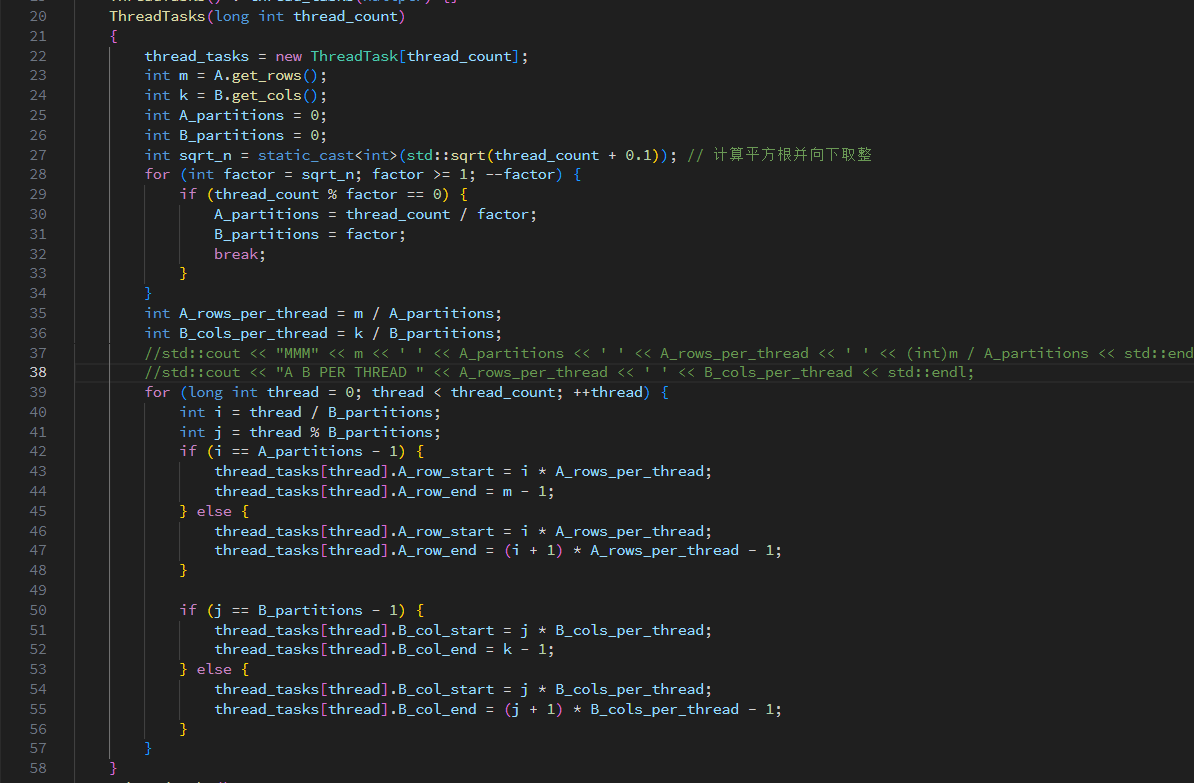 20 ThreadTasks(long int thread_count)
21 {
22 thread_tasks = new ThreadTask[thread_count];
23 int m = A.get_rows();
24 int k = B.get_cols();
25 int A_partitions = 0;
26 int B_partitions = 0;
27 int sqrt_n = static_cast<int>(std::sqrt(thread_count + 0.1)); // 计算平方根并向下取整
28 for (int factor = sqrt_n; factor >= 1; --factor) {
29 if (thread_count % factor == 0) {
30 A_partitions = thread_count / factor;
31 B_partitions = factor;
32 break;
33 }
34 }
35 int A_rows_per_thread = m / A_partitions;
36 int B_cols_per_thread = k / B_partitions;
37 //std::cout << "MMM" << m << ' ' << A_partitions << ' ' << A_rows_per_thread << ' ' << (int)m / A_partitions << std::end
38 //std::cout << "A B PER THREAD " << A_rows_per_thread << ' ' << B_cols_per_thread << std::endl;
39 for (long int thread = 0; thread < thread_count; ++thread) {
40 int i = thread / B_partitions;
41 int j = thread % B_partitions;
42 if (i == A_partitions - 1) {
43 thread_tasks[thread].A_row_start = i * A_rows_per_thread;
44 thread_tasks[thread].A_row_end = m - 1;
45 } else {
46 thread_tasks[thread].A_row_start = i * A_rows_per_thread;
47 thread_tasks[thread].A_row_end = (i + 1) * A_rows_per_thread - 1;
48 }
49
50 if (j == B_partitions - 1) {
51 thread_tasks[thread].B_col_start = j * B_cols_per_thread;
52 thread_tasks[thread].B_col_end = k - 1;
53 } else {
54 thread_tasks[thread].B_col_start = j * B_cols_per_thread;
55 thread_tasks[thread].B_col_end = (j + 1) * B_cols_per_thread - 1;
56 }
57 }
58 }